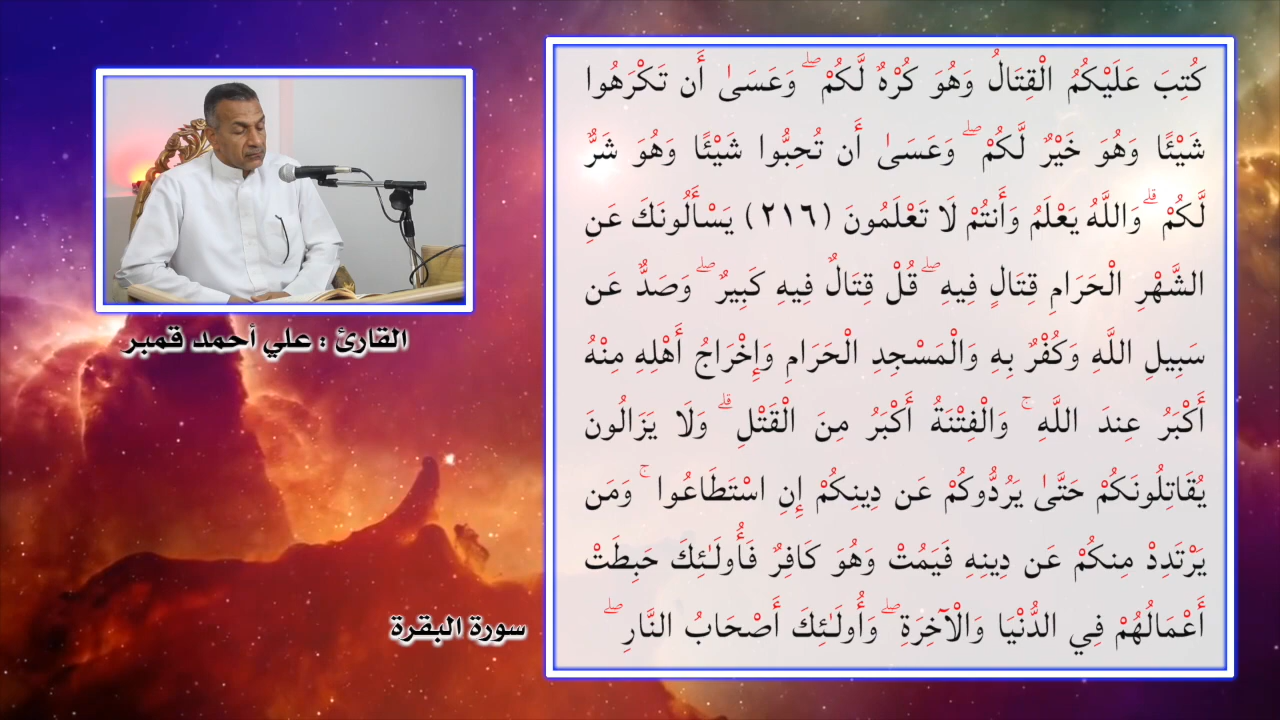 كُتِبَ عَلَيْكُمُ الْقِتَالُ وَهُوَ كُرْهٌ لَّكُمْ ۖ وَعَسَىٰ أَن تَكْرَهُوا
شَيْئًا وَهُوَ خَيْرٌ لَّكُمْ ۖ وَعَسَىٰ أَن تُحِبُّوا شَيْئًا وَهُوَ شَرٌّ
لَّكُمْ ۗ وَاللَّهُ يَعْلَمُ وَأَنتُمْ لَا تَعْلَمُونَ (٢١٦) يَسْأَلُونَكَ عَنِ
الشَّهْرِ الْحَرَامِ قِتَالٍ فِيهِ ۖ قُلْ قِتَالٌ فِيهِ كَبِيرٌ ۖ وَصَدٌّ عَن
سَبِيلِ اللَّهِ وَكُفْرٌ بِهِ وَالْمَسْجِدِ الْحَرَامِ وَإِخْرَاجُ أَهْلِهِ مِنْهُ
أَكْبَرُ عِندَ اللَّهِ ۚ وَالْفِتْنَةُ أَكْبَرُ مِنَ الْقَتْلِ ۗ وَلَا يَزَالُونَ
يُقَاتِلُونَكُمْ حَتَّىٰ يَرُدُّوكُمْ عَن دِينِكُمْ إِنِ اسْتَطَاعُوا ۚ وَمَن
يَرْتَدِدْ مِنكُمْ عَن دِينِهِ فَيَمُتْ وَهُوَ كَافِرٌ فَأُولَـٰئِكَ حَبِطَتْ
أَعْمَالُهُمْ فِي الدُّنْيَا وَالْآخِرَةِ ۖ وَأُولَـٰئِكَ أَصْحَابُ النَّارِ ۖ
القارئ : علي أحمد قمبر
سورة البقرة